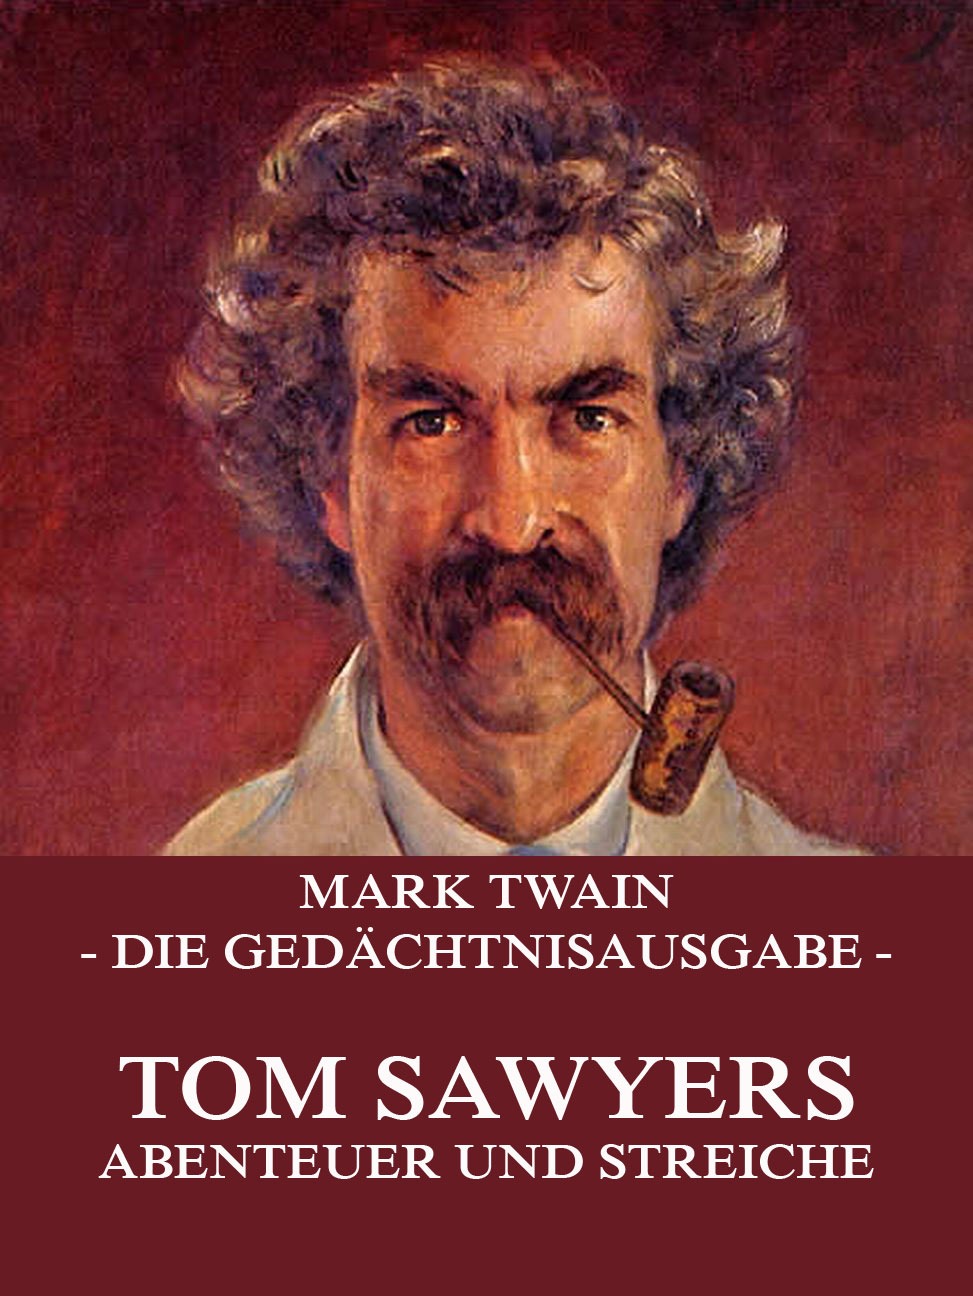 MARK TWAIN
- DIE GEDÄCHTNISAUSGABE -
TOM SAWYERS
ABENTEUER UND STREICHE